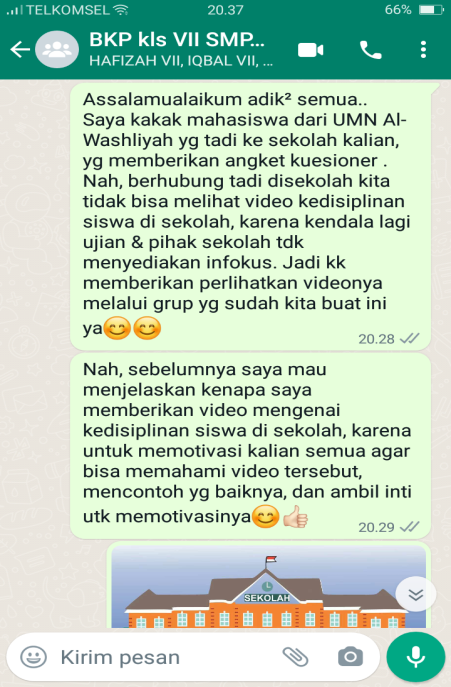 TELKOMSEL 20.37 66%
BKP kls VII SMP...
HAFIZAH VII, IQBAL VII, ...
Assalamualaikum adik² semua..
Saya kakak mahasiswa dari UMN Al-
Washliyah yg tadi ke sekolah kalian,
yg memberikan angket kuesioner .
Nah, berhubung tadi disekolah kita
tidak bisa melihat video kedisiplinan
siswa di sekolah, karena kendala lagi
ujian & pihak sekolah tdk
menyediakan infokus. Jadi kk
memberikan perlihatkan videonya
melalui grup yg sudah kita buat ini
ya😊😊
20.28
Nah, sebelumnya saya mau
menjelaskan kenapa saya
memberikan video mengenai
kedisplinan siswa di sekolah, karena
untuk memotivasi kalian semua agar
bisa memahami video tersebut,
mencontoh yg baiknya, dan ambil inti
utk memotivasinya😊👍🏻
20.29
SEKOLAH
Kirim pesan